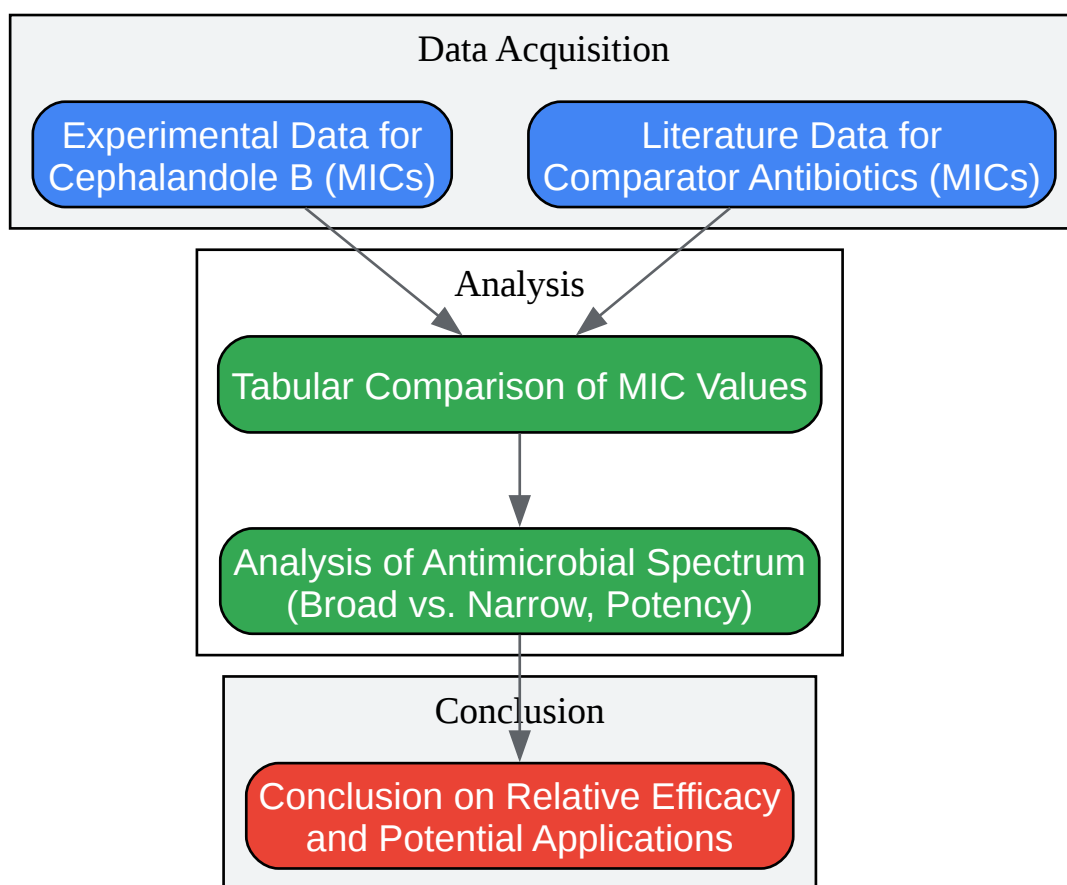 Data Acquisition
Experimental Data for
Cephalandole B (MICs)
Literature Data for
Comparator Antibiotics (MICs)
Analysis
Tabular Comparison of MIC Values
Analysis of Antimicrobial Spectrum
(Broad vs. Narrow, Potency)
Conclusion
Conclusion on Relative Efficacy
and Potential Applications